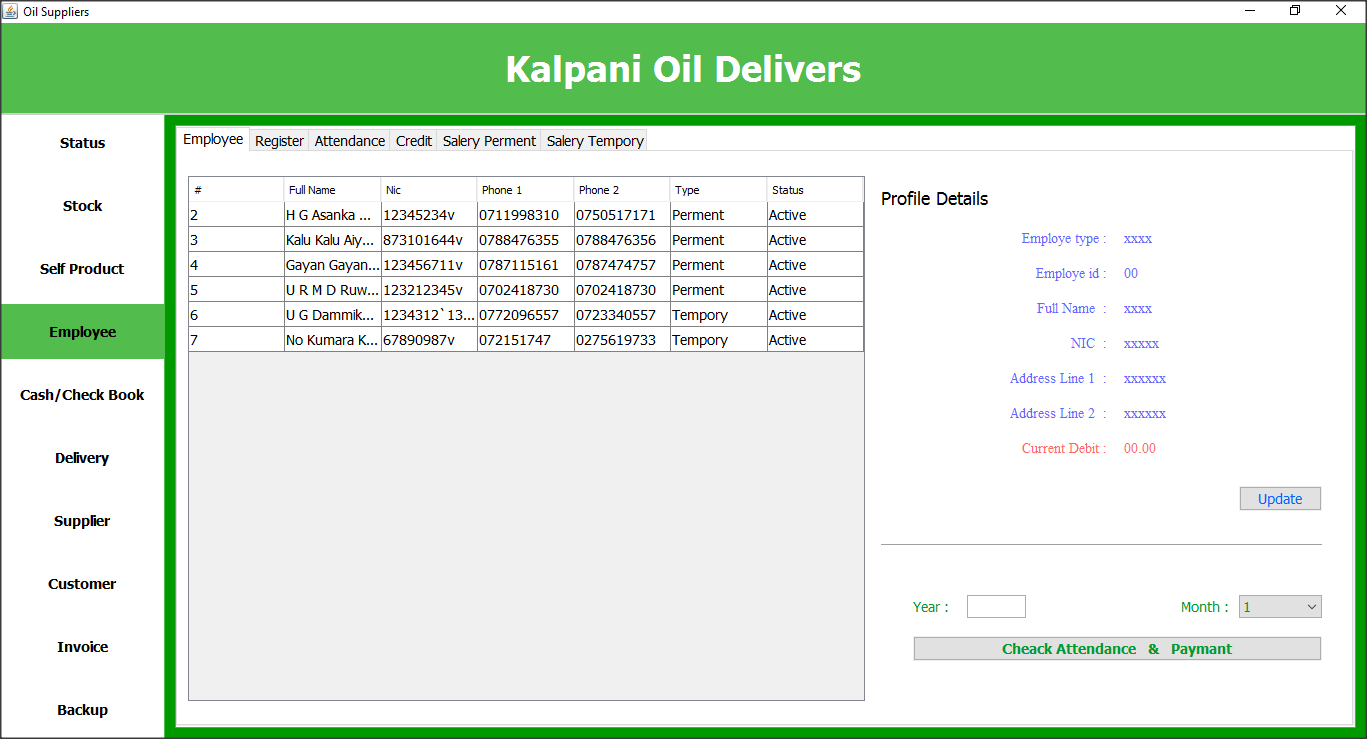 Oil Suppliers
Kalpani Oil Delivers
Status
Stock
Self Product
Employee
Cash/Check Book
Delivery
Supplier
Customer
Invoice
Backup
Employee Register Attendance Credit Salery Perment Salery Tempory
# Full Name Nic Phone 1 Phone 2 Type Status
2 H G Asanka ... 12345234v 0711998310 0750517171 Perment Active
3 Kalu Kalu Aiy... 873101644v 0788476355 0788476356 Perment Active
4 Gayan Gayan... 123456711v 0787115161 0787474757 Perment Active
5 U R M D Ruw... 123212345v 0702418730 0702418730 Perment Active
6 U G Dammik... 1234312`13... 0772096557 0723340557 Tempory Active
7 No Kumara K... 67890987v 072151747 0275619733 Tempory Active
Profile Details
Employe type : xxxx
Employe id : 00
Full Name : xxxx
NIC : xxxxx
Address Line 1 : xxxxxx
Address Line 2 : xxxxxx
Current Debit : 00.00
Update
Year : Month : 1
Cheack Attendance & Paymant